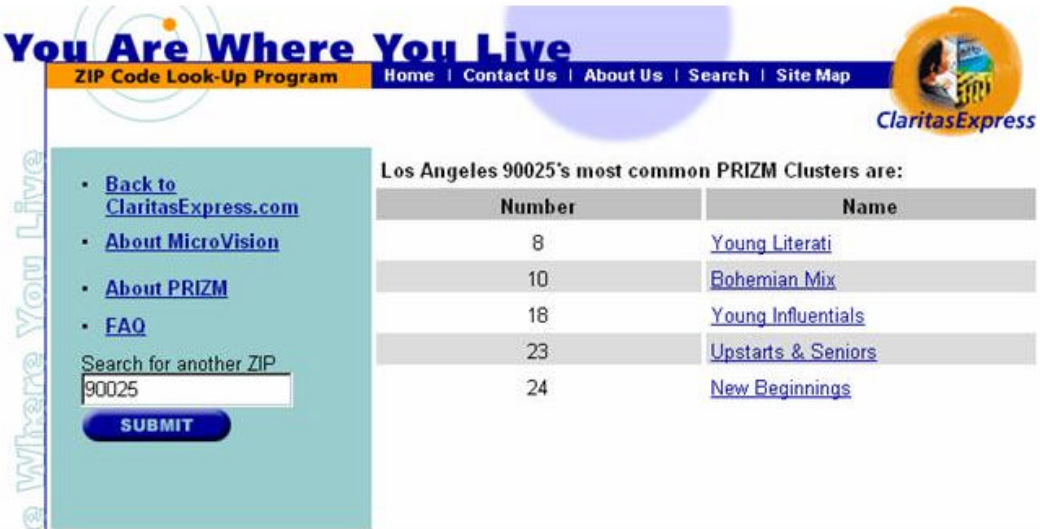 You Are Where You Live
ZIP Code Look-Up Program
Home | Contact Us | About Us | Search | Site Map
ClaritasExpress
e Where You Live
• Back to
ClaritasExpress.com
• About MicroVision
• About PRIZM
• FAQ
Search for another ZIP
90025
SUBMIT
Los Angeles 90025's most common PRIZM Clusters are:
Number Name
8 Young Literati
10 Bohemian Mix
18 Young Influentials
23 Upstarts & Seniors
24 New Beginnings